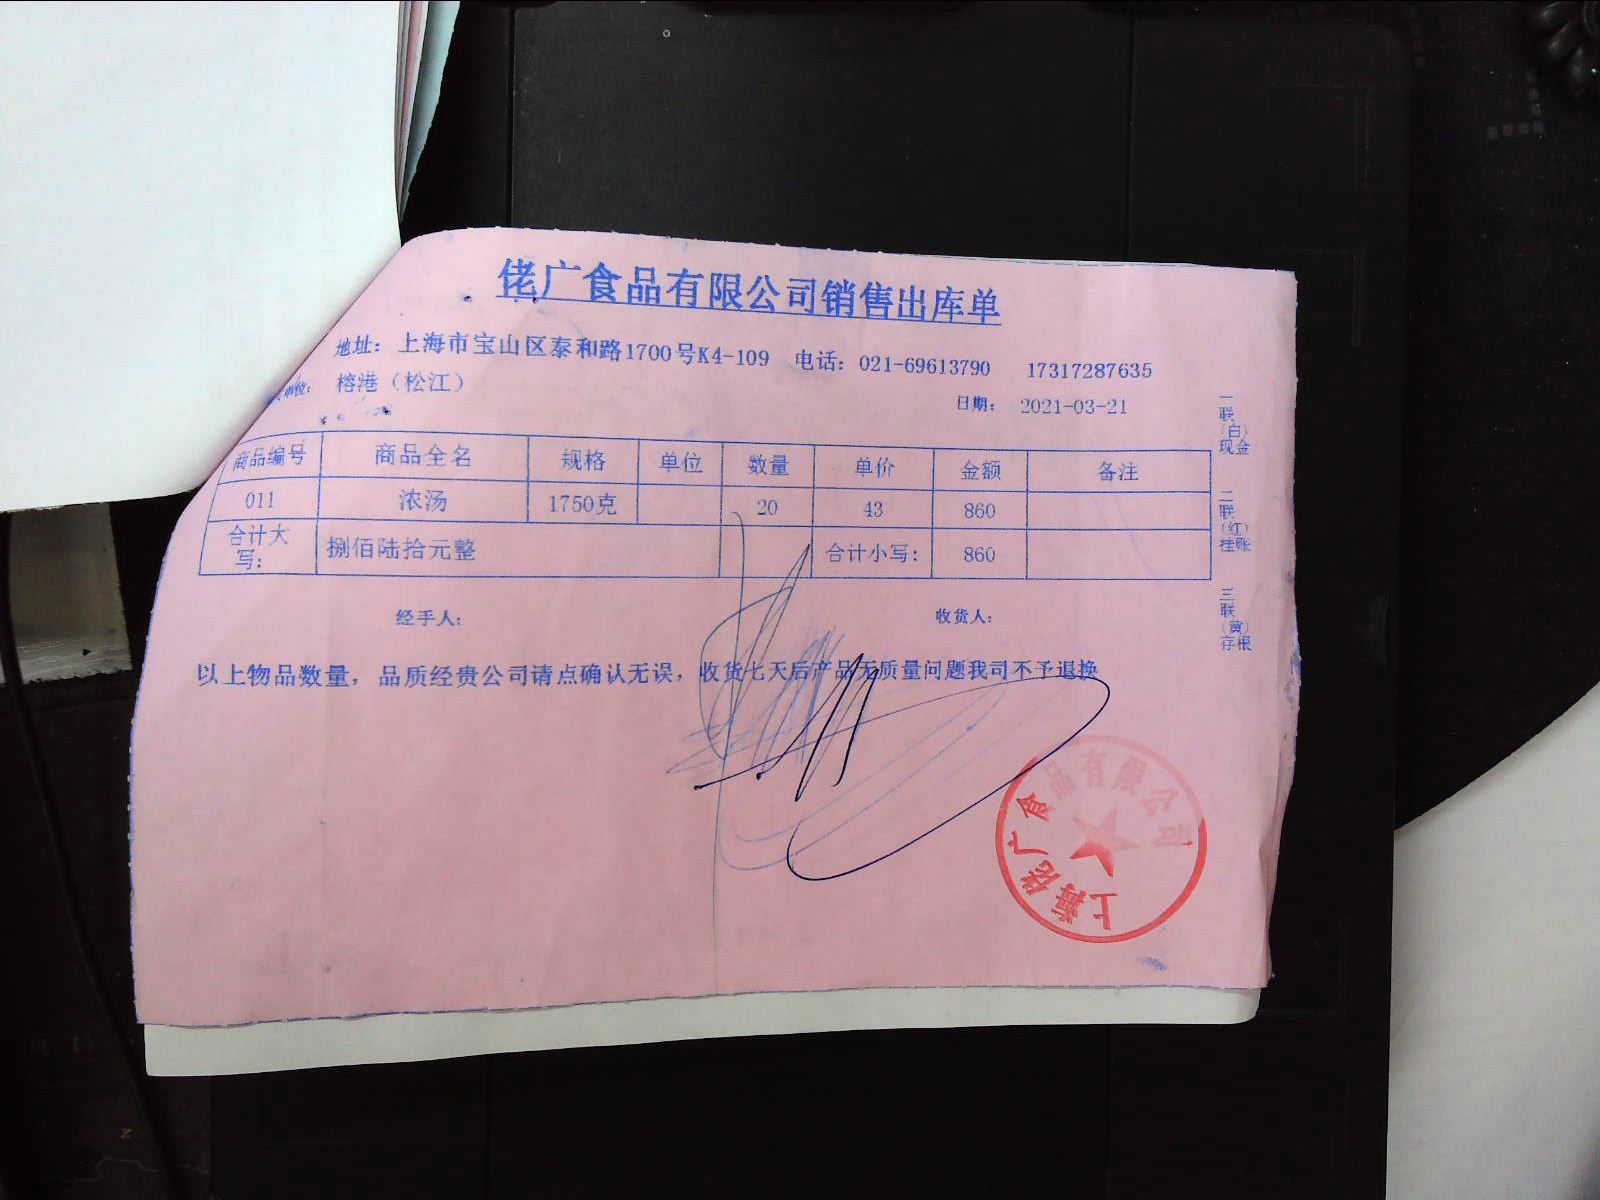 铑广食品有限公司销售出库单
地址：上海市宝山区泰和路1700号K4-109 电话：021-69613790 17317287635
单位：榕港（松江）
日期： 2021-03-21
商品编号 商品全名 规格 单位 数量 单价 金额 备注
011 浓汤 1750克 20 43 860
合计大写： 捌佰陆拾元整 合计小写： 860
经手人： 收货人：
以上物品数量，品质经贵公司请点确认无误，收货七天后产品无质量问题我司不予退换
一联（白）现金
二联（红）挂账
三联（黄）存根
上海铑广食品有限公司